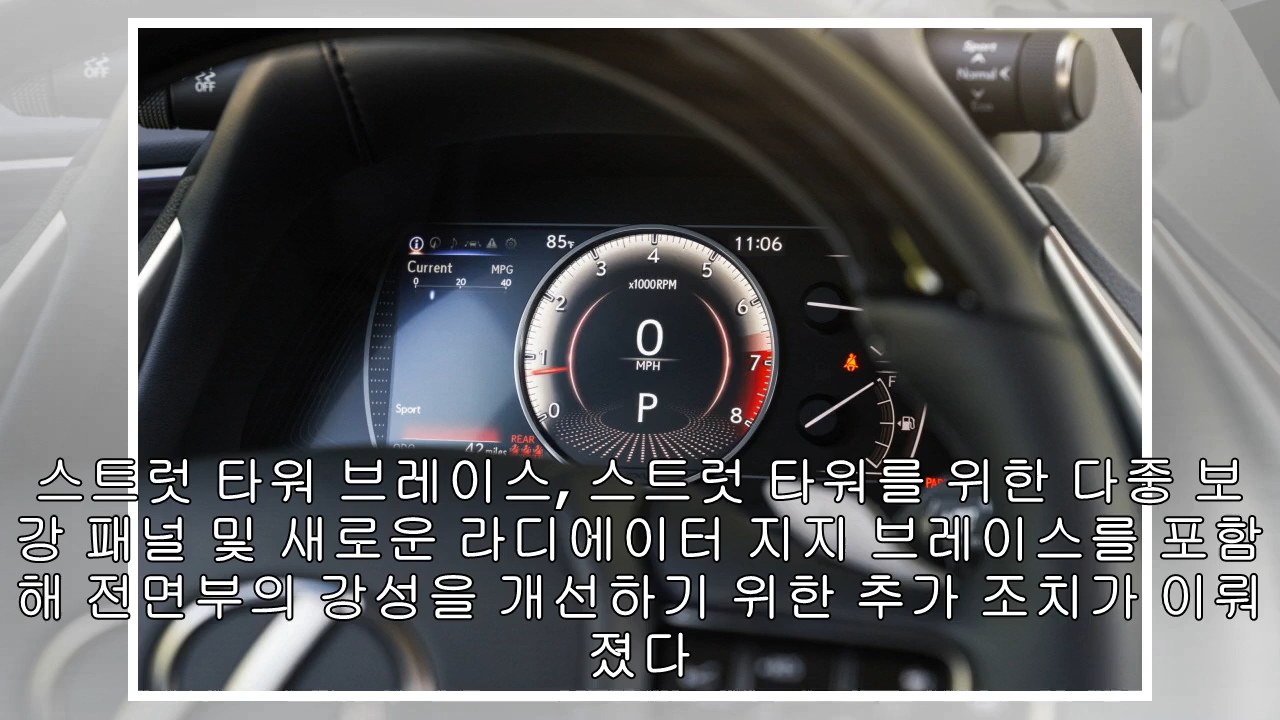 OFF
OFF
Sport
Normal
85°F
11:06
Current MPG
0 20 40
x1000RPM
0 1 2 3 4 5 6 7 8
0
MPH
P
Sport
REAR
42 miles
F
스트럿 타워 브레이스, 스트럿 타워를 위한 다중 보
강 패널 및 새로운 라디에이터 지지 브레이스를 포함
해 전면부의 강성을 개선하기 위한 추가 조치가 이뤄
졌다